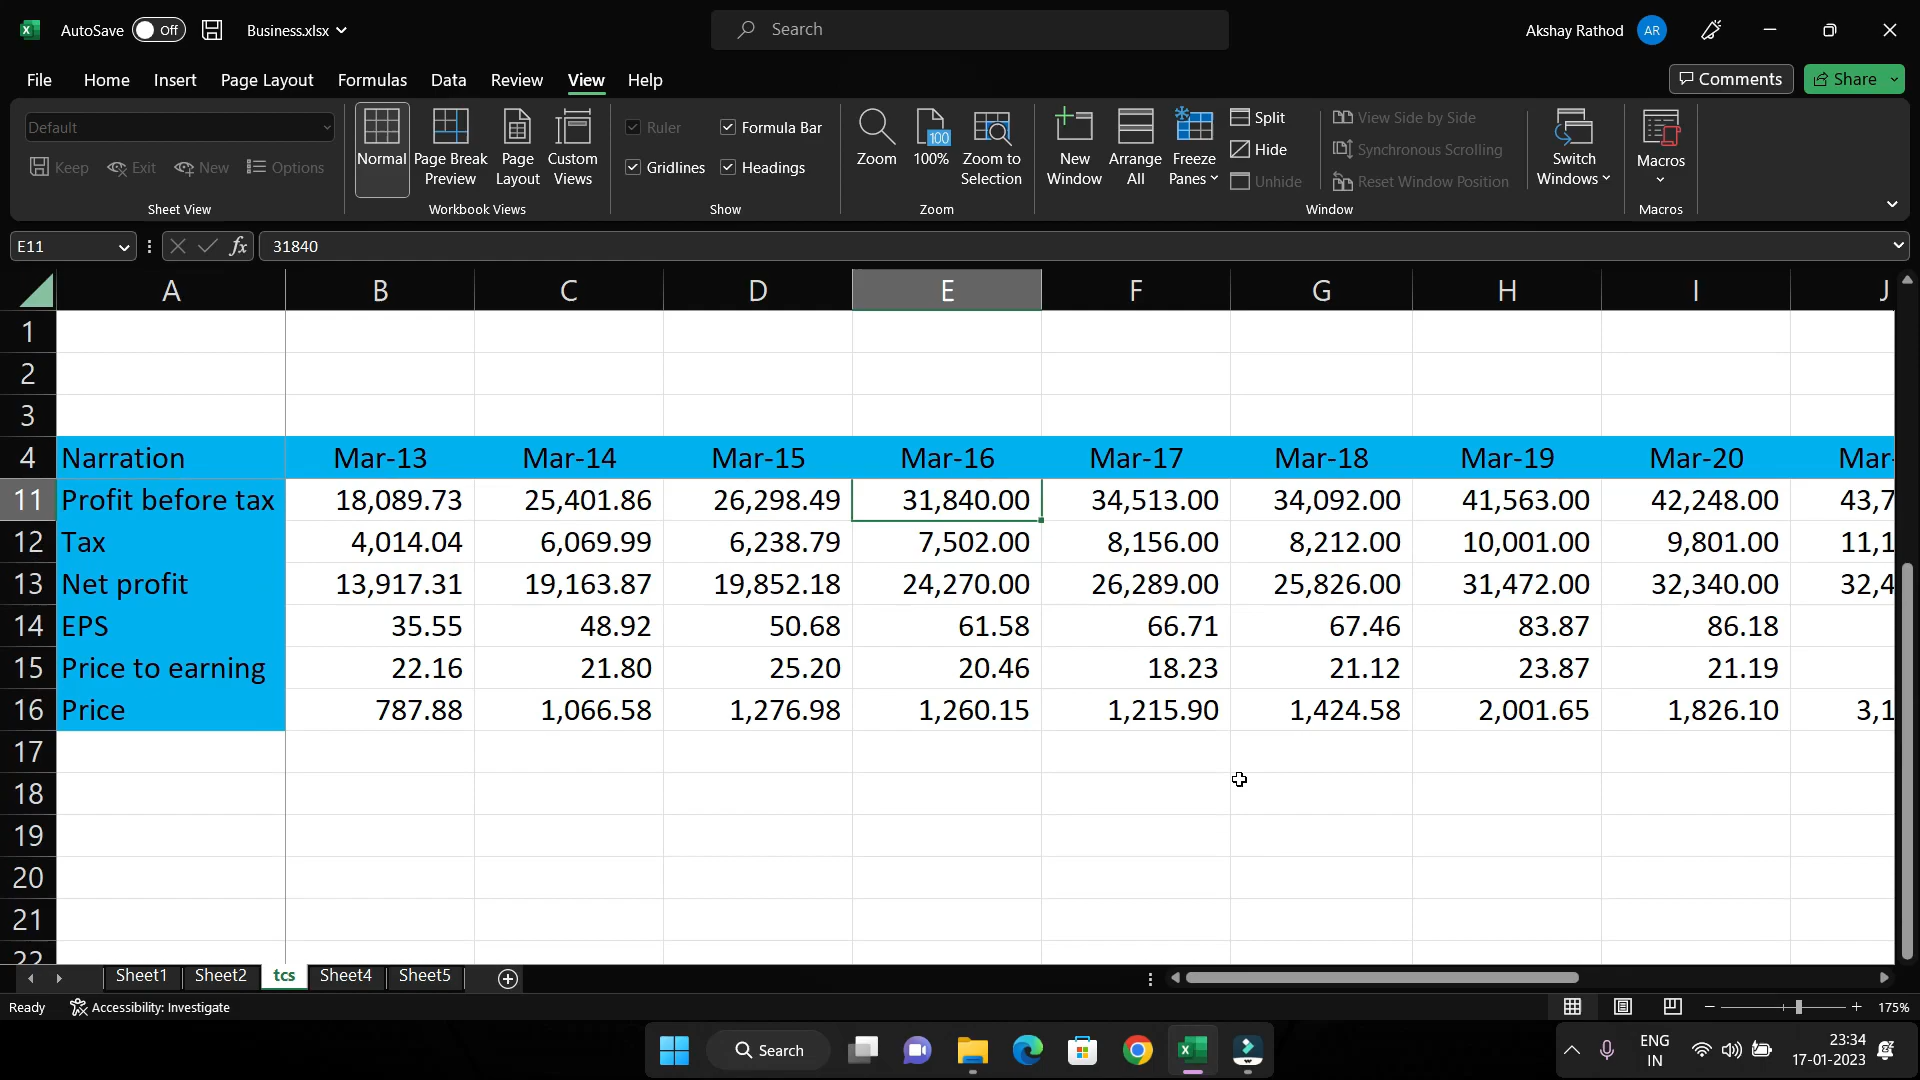 AutoSave Off Business.xlsx Search Akshay Rathod AR
File Home Insert Page Layout Formulas Data Review View Help Comments Share
Default
Keep Exit New Options
Sheet View
Normal
Page Break
Preview
Page
Layout
Custom
Views
Workbook Views
Ruler Formula Bar
Gridlines Headings
Show
Zoom
100
100%
Zoom to
Selection
Zoom
New
Window
Arrange
All
Freeze
Panes
Split
Hide
Unhide
View Side by Side
Synchronous Scrolling
Reset Window Position
Switch
Windows
Window
Macros
Macros
E11 fx 31840
A B C D E F G H I J
1
2
3
4 Narration Mar-13 Mar-14 Mar-15 Mar-16 Mar-17 Mar-18 Mar-19 Mar-20 Mar-
11 Profit before tax 18,089.73 25,401.86 26,298.49 31,840.00 34,513.00 34,092.00 41,563.00 42,248.00 43,7
12 Tax 4,014.04 6,069.99 6,238.79 7,502.00 8,156.00 8,212.00 10,001.00 9,801.00 11,1
13 Net profit 13,917.31 19,163.87 19,852.18 24,270.00 26,289.00 25,826.00 31,472.00 32,340.00 32,4
14 EPS 35.55 48.92 50.68 61.58 66.71 67.46 83.87 86.18
15 Price to earning 22.16 21.80 25.20 20.46 18.23 21.12 23.87 21.19
16 Price 787.88 1,066.58 1,276.98 1,260.15 1,215.90 1,424.58 2,001.65 1,826.10 3,1
17
18
19
20
21
22
Sheet1 Sheet2 tcs Sheet4 Sheet5
Ready Accessibility: Investigate 175%
Search
ENG
IN
23:34
17-01-2023